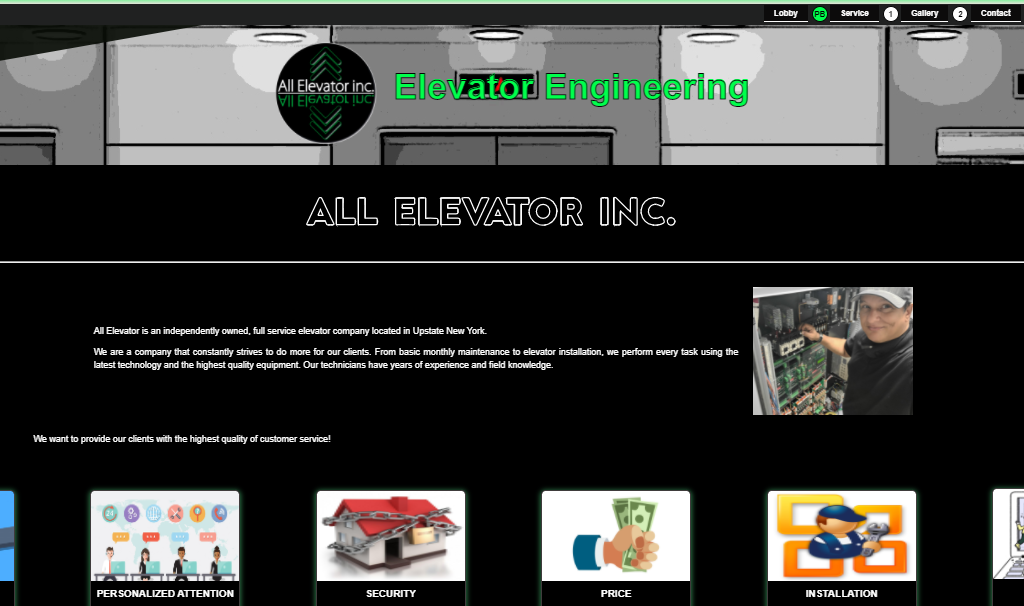 Lobby PB Service 1 Gallery 2 Contact
All Elevator inc.
Elevator Engineering
ALL ELEVATOR INC.
All Elevator is an independently owned, full service elevator company located in Upstate New York.
We are a company that constantly strives to do more for our clients. From basic monthly maintenance to elevator installation, we perform every task using the
latest technology and the highest quality equipment. Our technicians have years of experience and field knowledge.
We want to provide our clients with the highest quality of customer service!
PERSONALIZED ATTENTION
SECURITY
PRICE
INSTALLATION